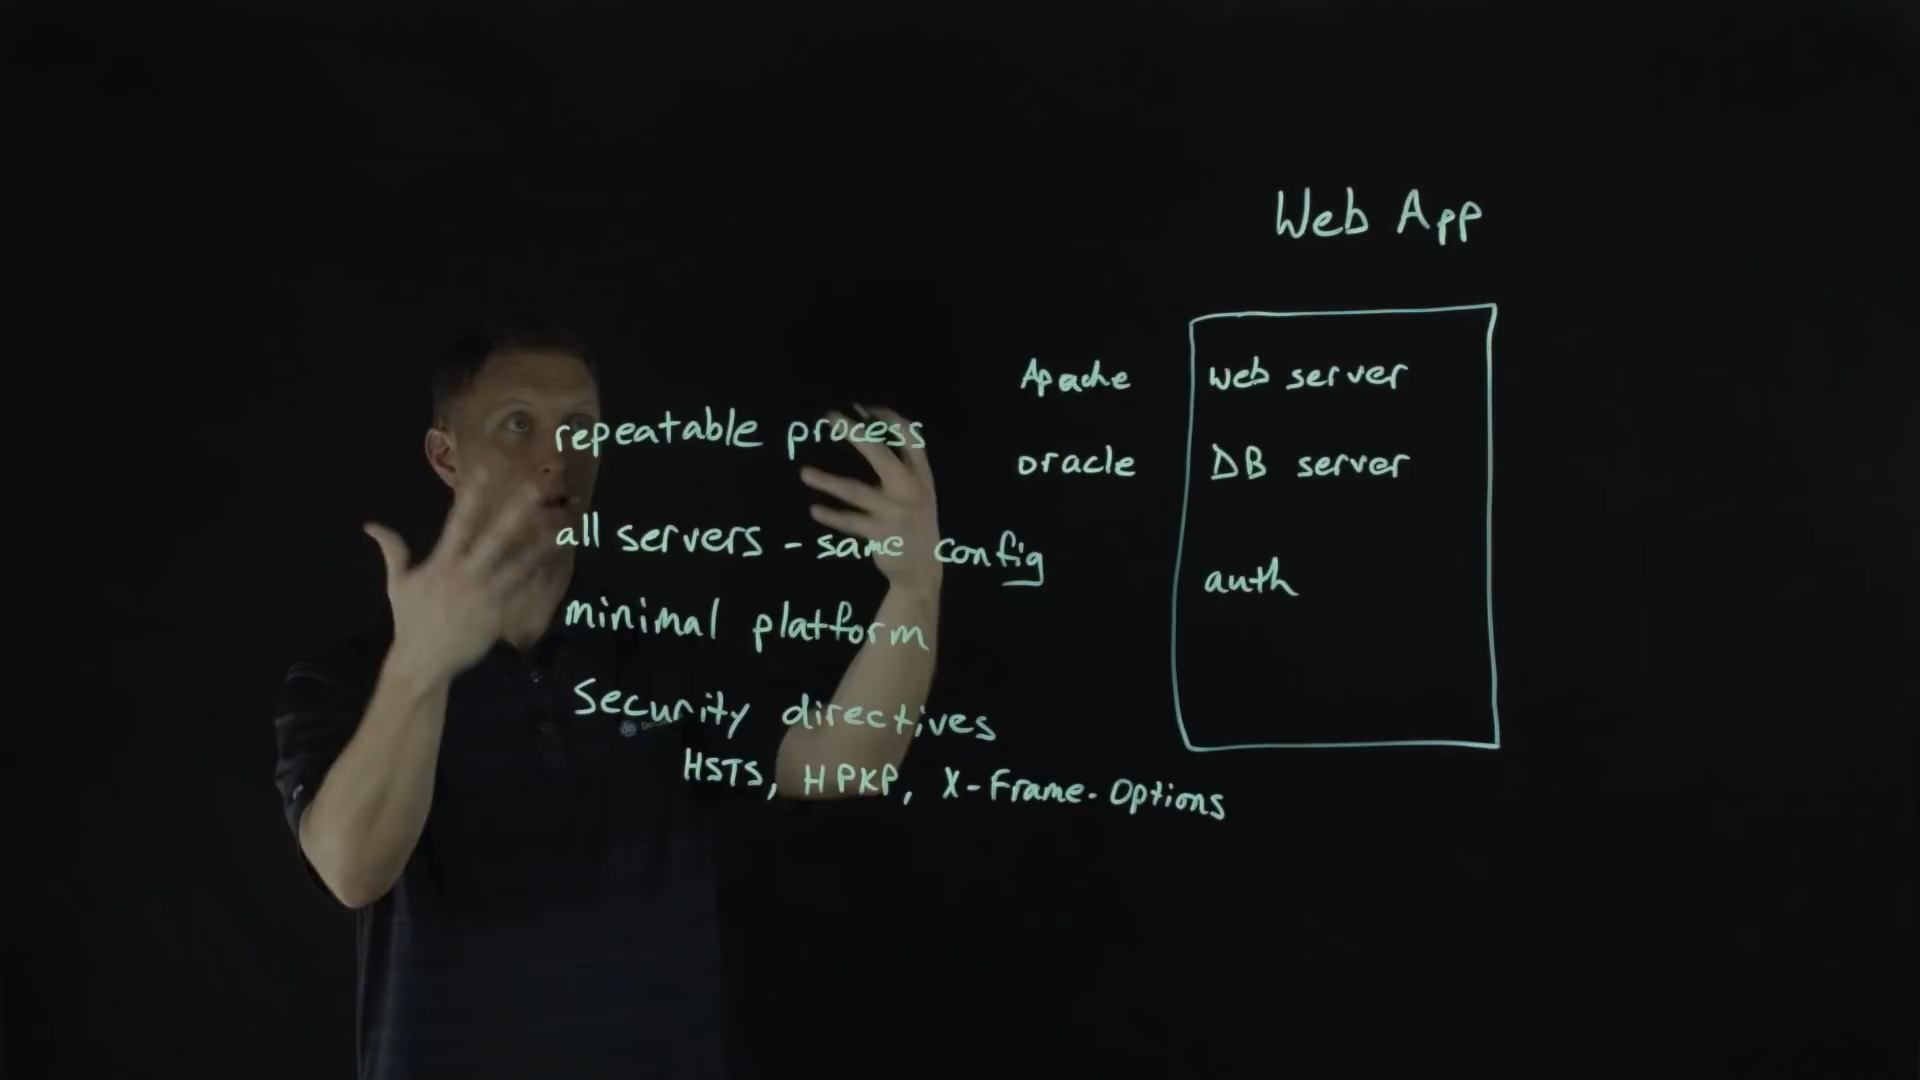 Web App
Apache
web server
repeatable process
oracle
DB server
all servers - same config
auth
minimal platform
Security directives
HSTS, HPKP, X-Frame-Options